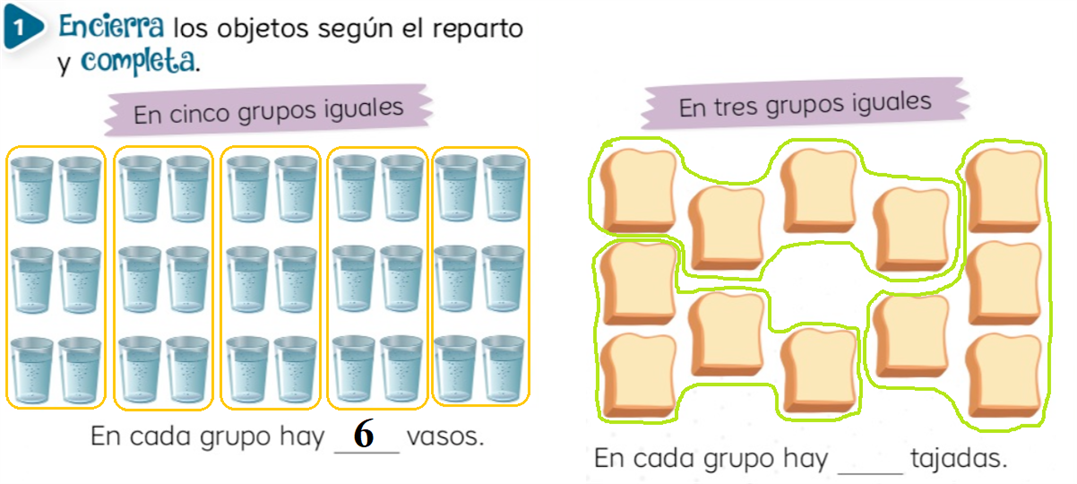 1 Encierra los objetos según el reparto
y completa.
En cinco grupos iguales
En cada grupo hay 6 vasos.
En tres grupos iguales
En cada grupo hay ______ tajadas.